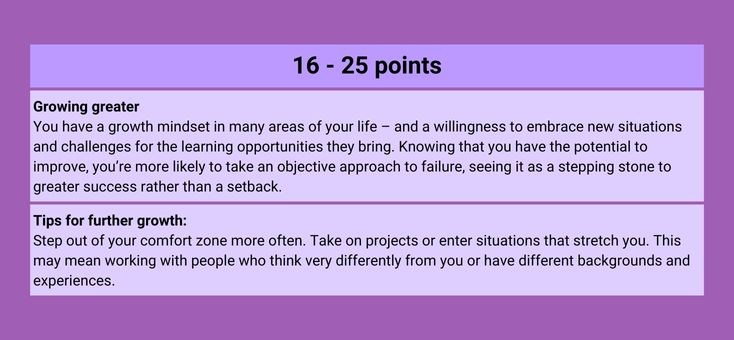 16 - 25 points
Growing greater
You have a growth mindset in many areas of your life – and a willingness to embrace new situations
and challenges for the learning opportunities they bring. Knowing that you have the potential to
improve, you’re more likely to take an objective approach to failure, seeing it as a stepping stone to
greater success rather than a setback.
Tips for further growth:
Step out of your comfort zone more often. Take on projects or enter situations that stretch you. This
may mean working with people who think very differently from you or have different backgrounds and
experiences.